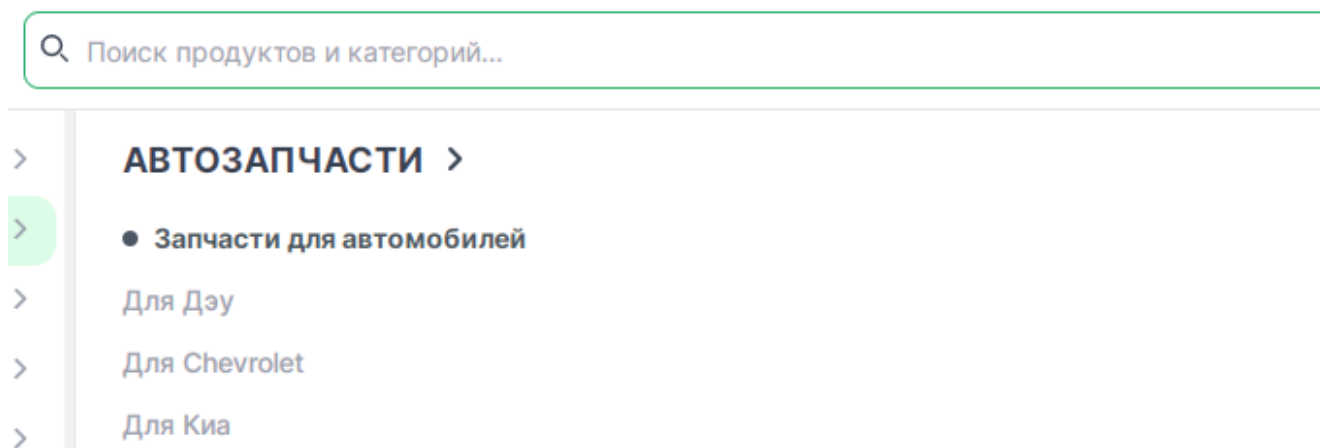 Поиск продуктов и категорий...
АВТОЗАПЧАСТИ
Запчасти для автомобилей
Для Дэу
Для Chevrolet
Для Киа